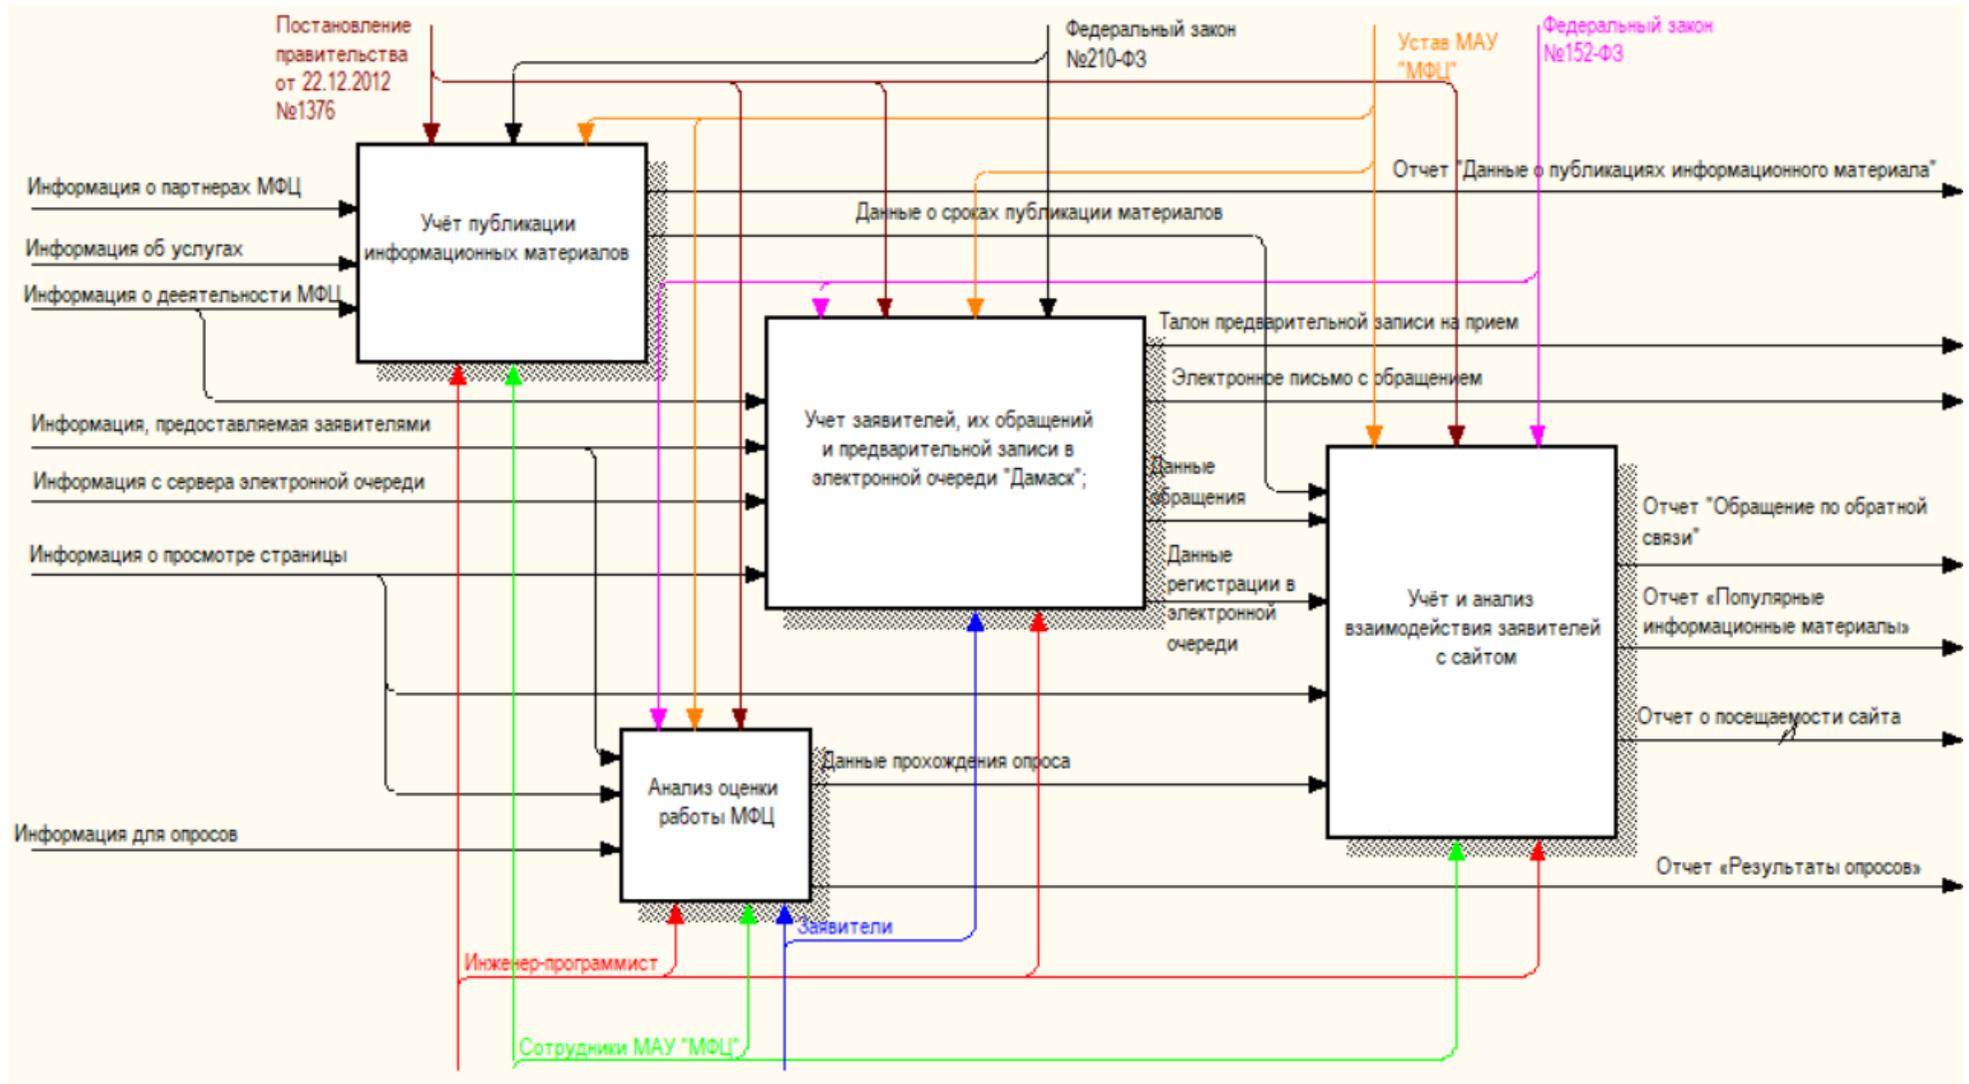 Постановление
правительства
от 22.12.2012
№1376
Федеральный закон
№210-ФЗ
Устав МАУ
"МФЦ"
Федеральный закон
№152-ФЗ
Информация о партнерах МФЦ
Информация об услугах
Информация о дееятельности МФЦ
Учёт публикации
информационных материалов
Отчет "Данные о публикациях информационного материала"
Данные о сроках публикации материалов
Талон предварительной записи на прием
Электронное письмо с обращением
Информация, предоставляемая заявителями
Информация с сервера электронной очереди
Информация о просмотре страницы
Учет заявителей, их обращений
и предварительной записи в
электронной очереди "Дамаск";
Данные
обращения
Данные
регистрации в
электронной
очереди
Учёт и анализ
взаимодействия заявителей
с сайтом
Отчет "Обращение по обратной
связи"
Отчет «Популярные
информационные материалы»
Отчет о посещаемости сайта
Анализ оценки
работы МФЦ
Данные прохождения опроса
Информация для опросов
Отчет «Результаты опросов»
Заявители
Инженер-программист
Сотрудники МАУ "МФЦ"